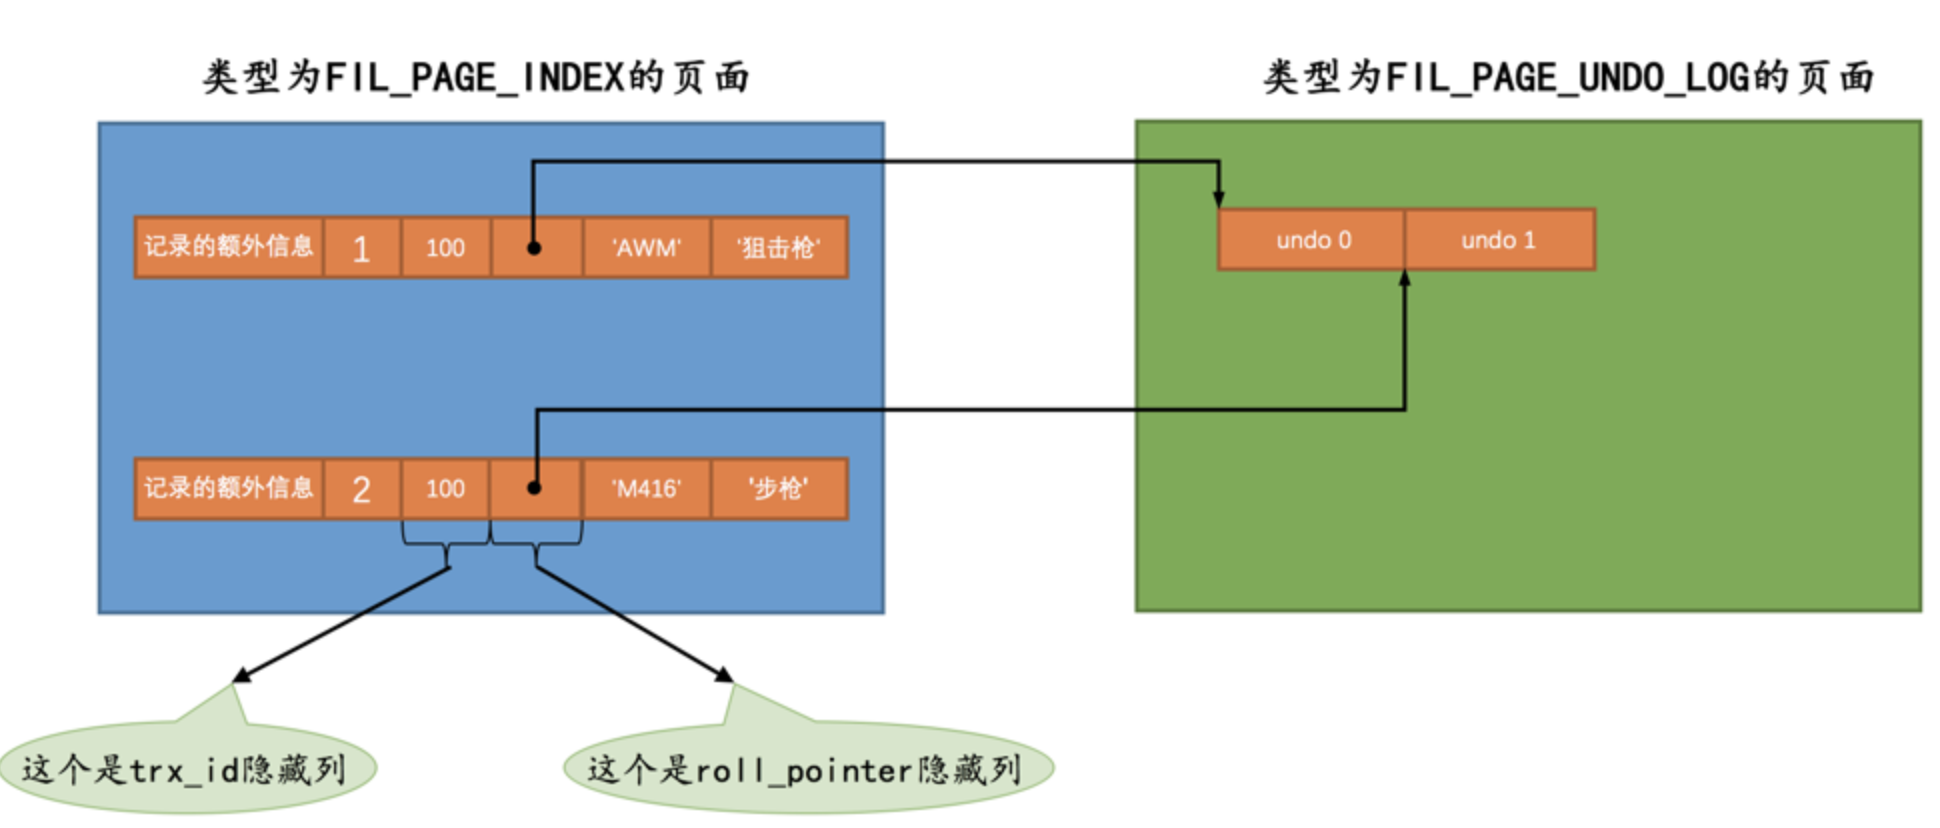 类型为FIL_PAGE_INDEX的页面
类型为FIL_PAGE_UNDO_LOG的页面
记录的额外信息 1 100 'AWM' '狙击枪'
undo 0 undo 1
记录的额外信息 2 100 'M416' '步枪'
这个是trx_id隐藏列
这个是roll_pointer隐藏列